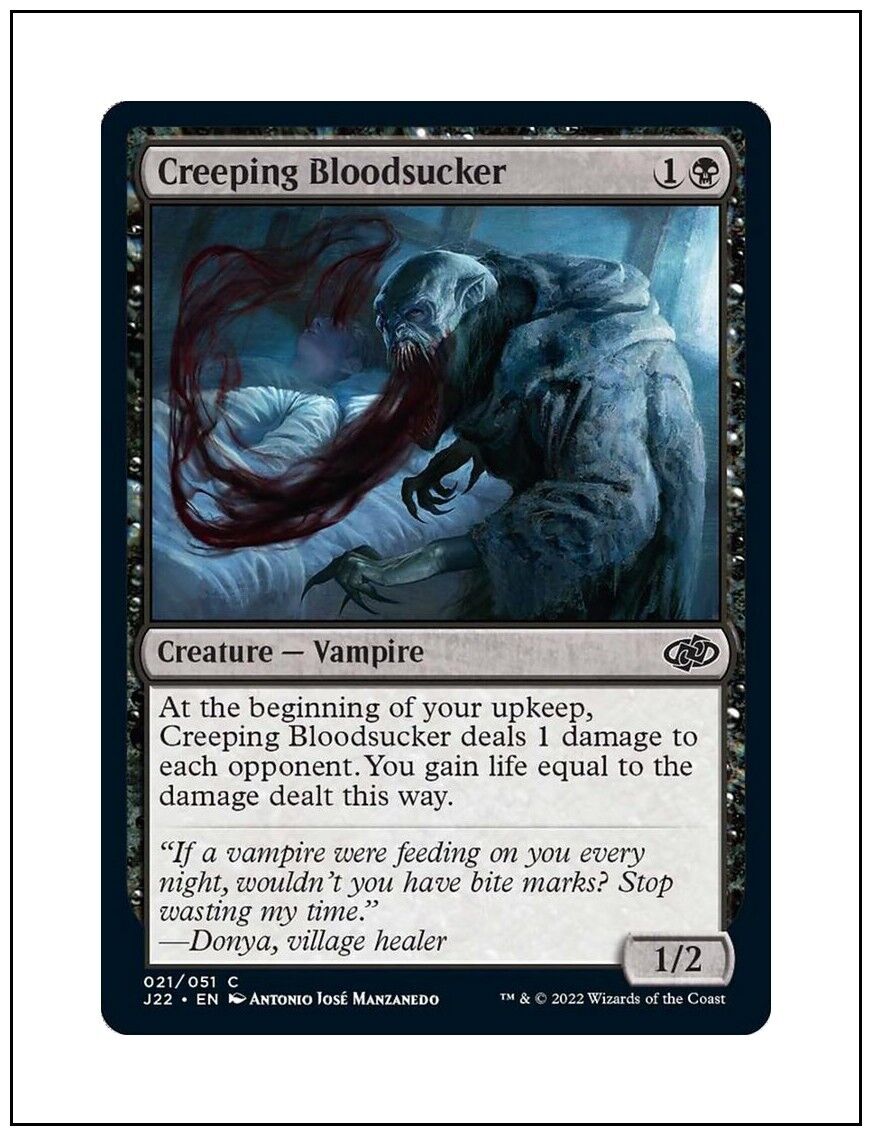 Creeping Bloodsucker 1
Creature — Vampire
At the beginning of your upkeep,
Creeping Bloodsucker deals 1 damage to
each opponent. You gain life equal to the
damage dealt this way.
“If a vampire were feeding on you every
night, wouldn’t you have bite marks? Stop
wasting my time.”
—Donya, village healer
1/2
021/051 C
J22 • EN Antonio José Manzanedo ™ & © 2022 Wizards of the Coast